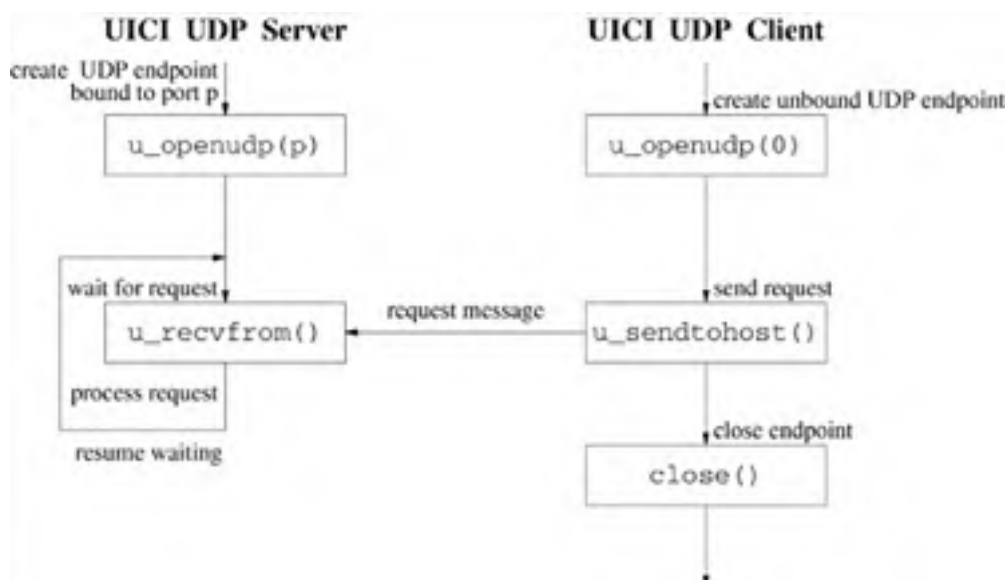 UICI UDP Server
UICI UDP Client
create UDP endpoint
bound to port p
create unbound UDP endpoint
u_openudp(p)
u_openudp(0)
wait for request
send request
request message
u_recvfrom()
u_sendtohost()
process request
resume waiting
close endpoint
close()